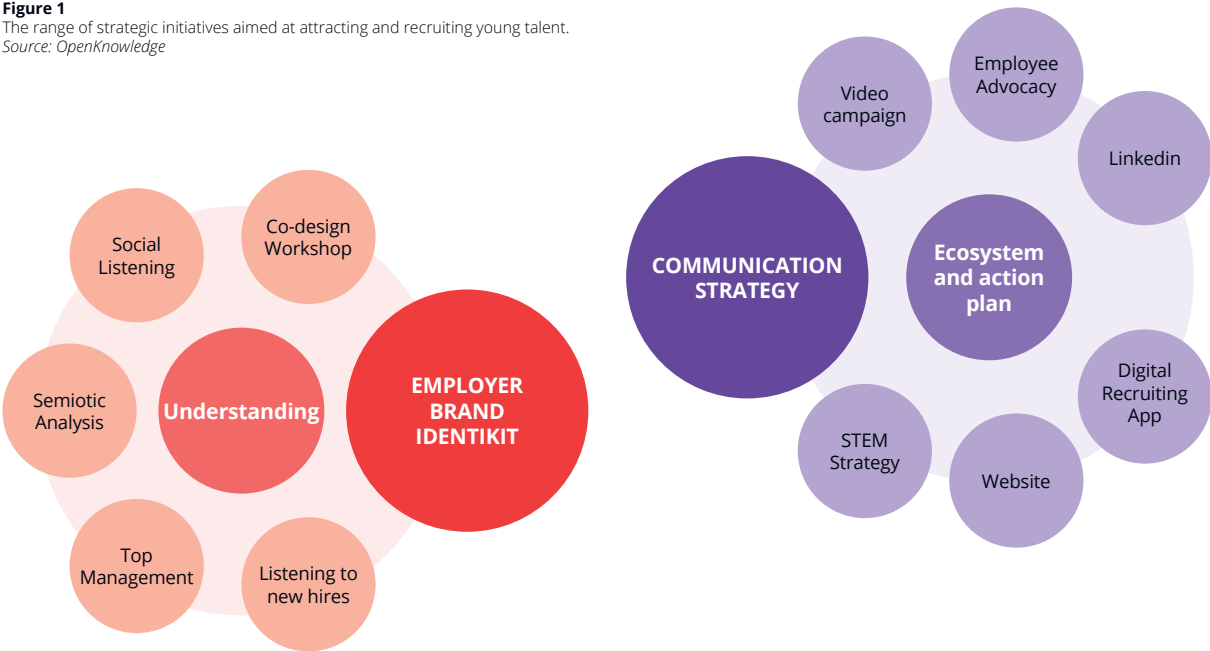 Figure 1
The range of strategic initiatives aimed at attracting and recruiting young talent.
Source: OpenKnowledge
Social
Listening
Co-design
Workshop
Semiotic
Analysis
Understanding
EMPLOYER
BRAND
IDENTIKIT
Top
Management
Listening to
new hires
Video
campaign
Employee
Advocacy
Linkedin
COMMUNICATION
STRATEGY
Ecosystem
and action
plan
Digital
Recruiting
App
STEM
Strategy
Website